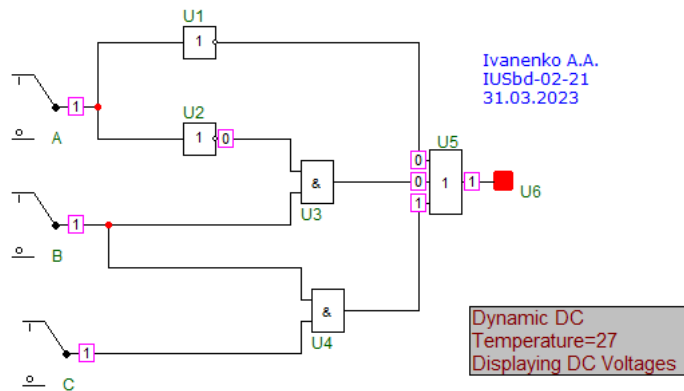 U1
1
Ivanenko A.A.
IUSbd-02-21
31.03.2023
1
A
U2
1
0
U5
0
0
1
1
1
U6
&
U3
1
B
&
U4
1
C
Dynamic DC
Temperature=27
Displaying DC Voltages